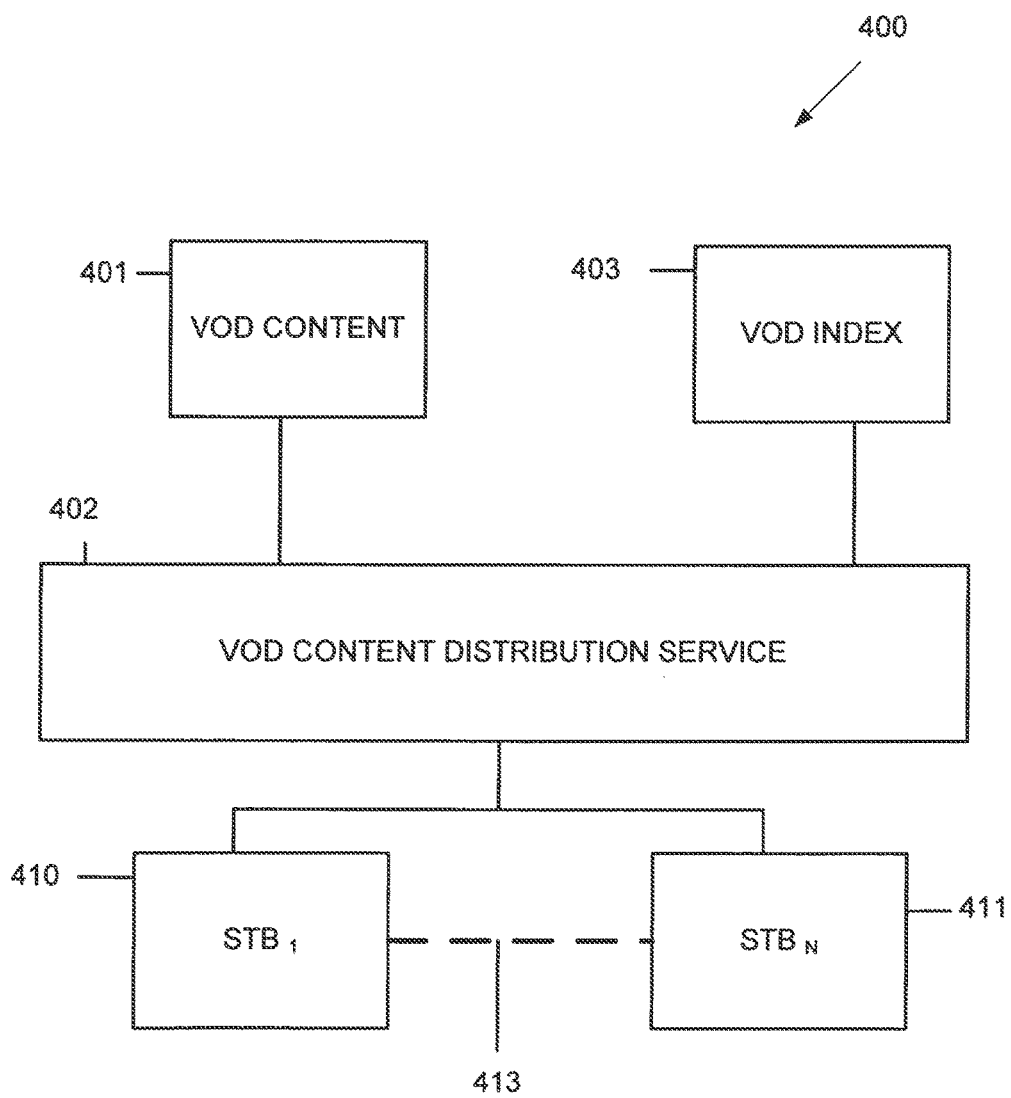 400
401
VOD CONTENT
403
VOD INDEX
402
VOD CONTENT DISTRIBUTION SERVICE
410
STB 1
STB N
411
413